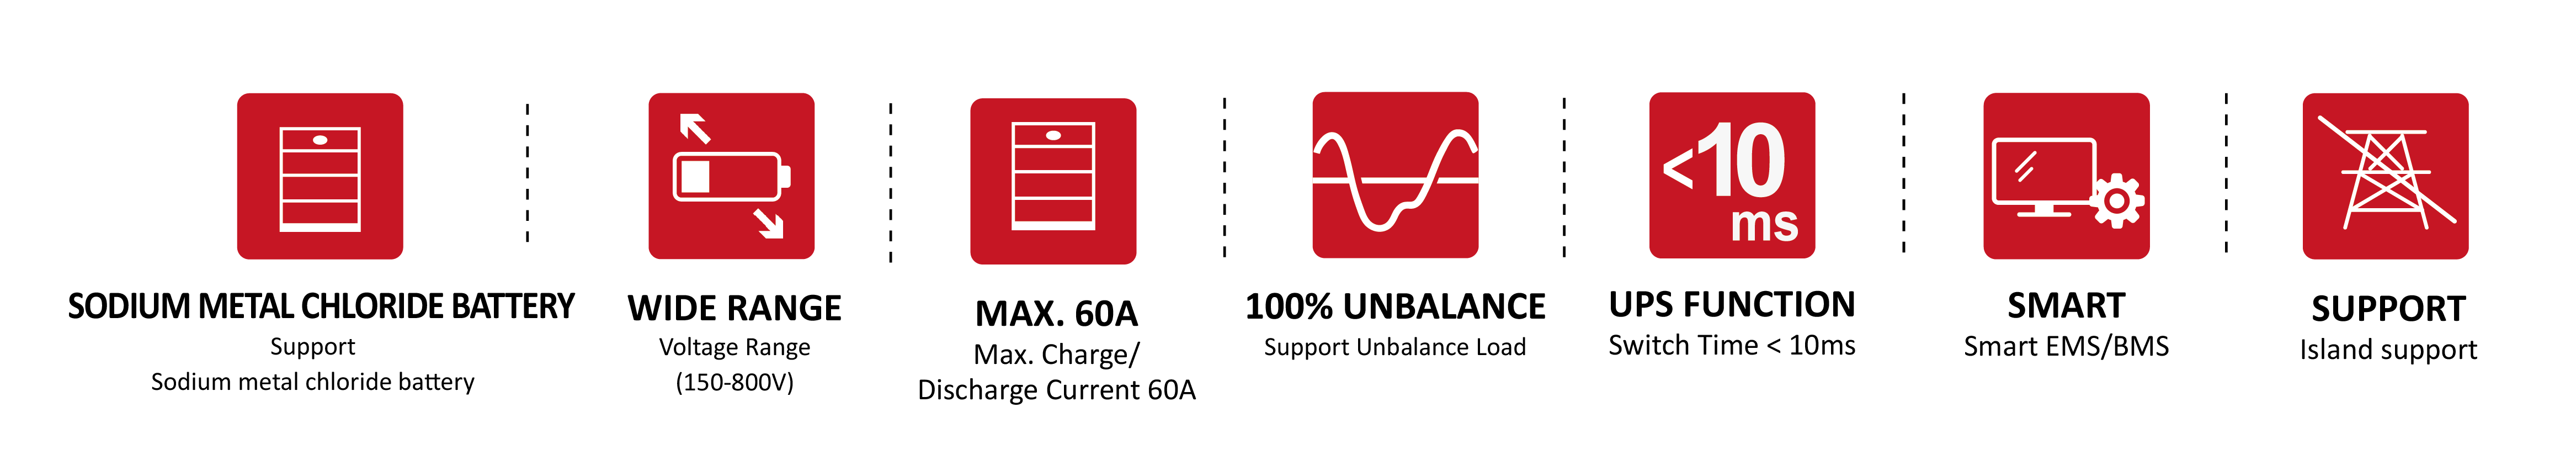 SODIUM METAL CHLORIDE BATTERY
Support
Sodium metal chloride battery
WIDE RANGE
Voltage Range
(150-800V)
MAX. 60A
Max. Charge/
Discharge Current 60A
100% UNBALANCE
Support Unbalance Load
<10
ms
UPS FUNCTION
Switch Time < 10ms
SMART
Smart EMS/BMS
SUPPORT
Island support